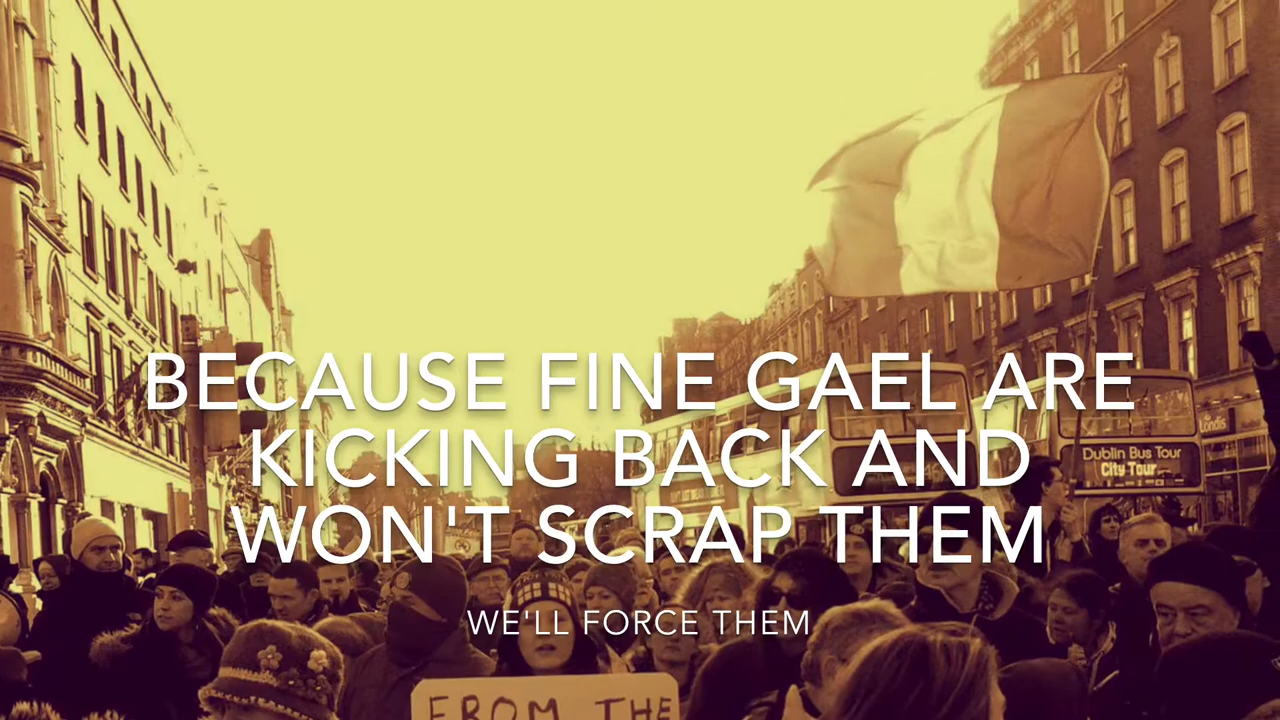 BECAUSE FINE GAEL ARE
KICKING BACK AND
WON'T SCRAP THEM
WE'LL FORCE THEM
Londis
Dublin Bus Tour
City Tour
FROM THE